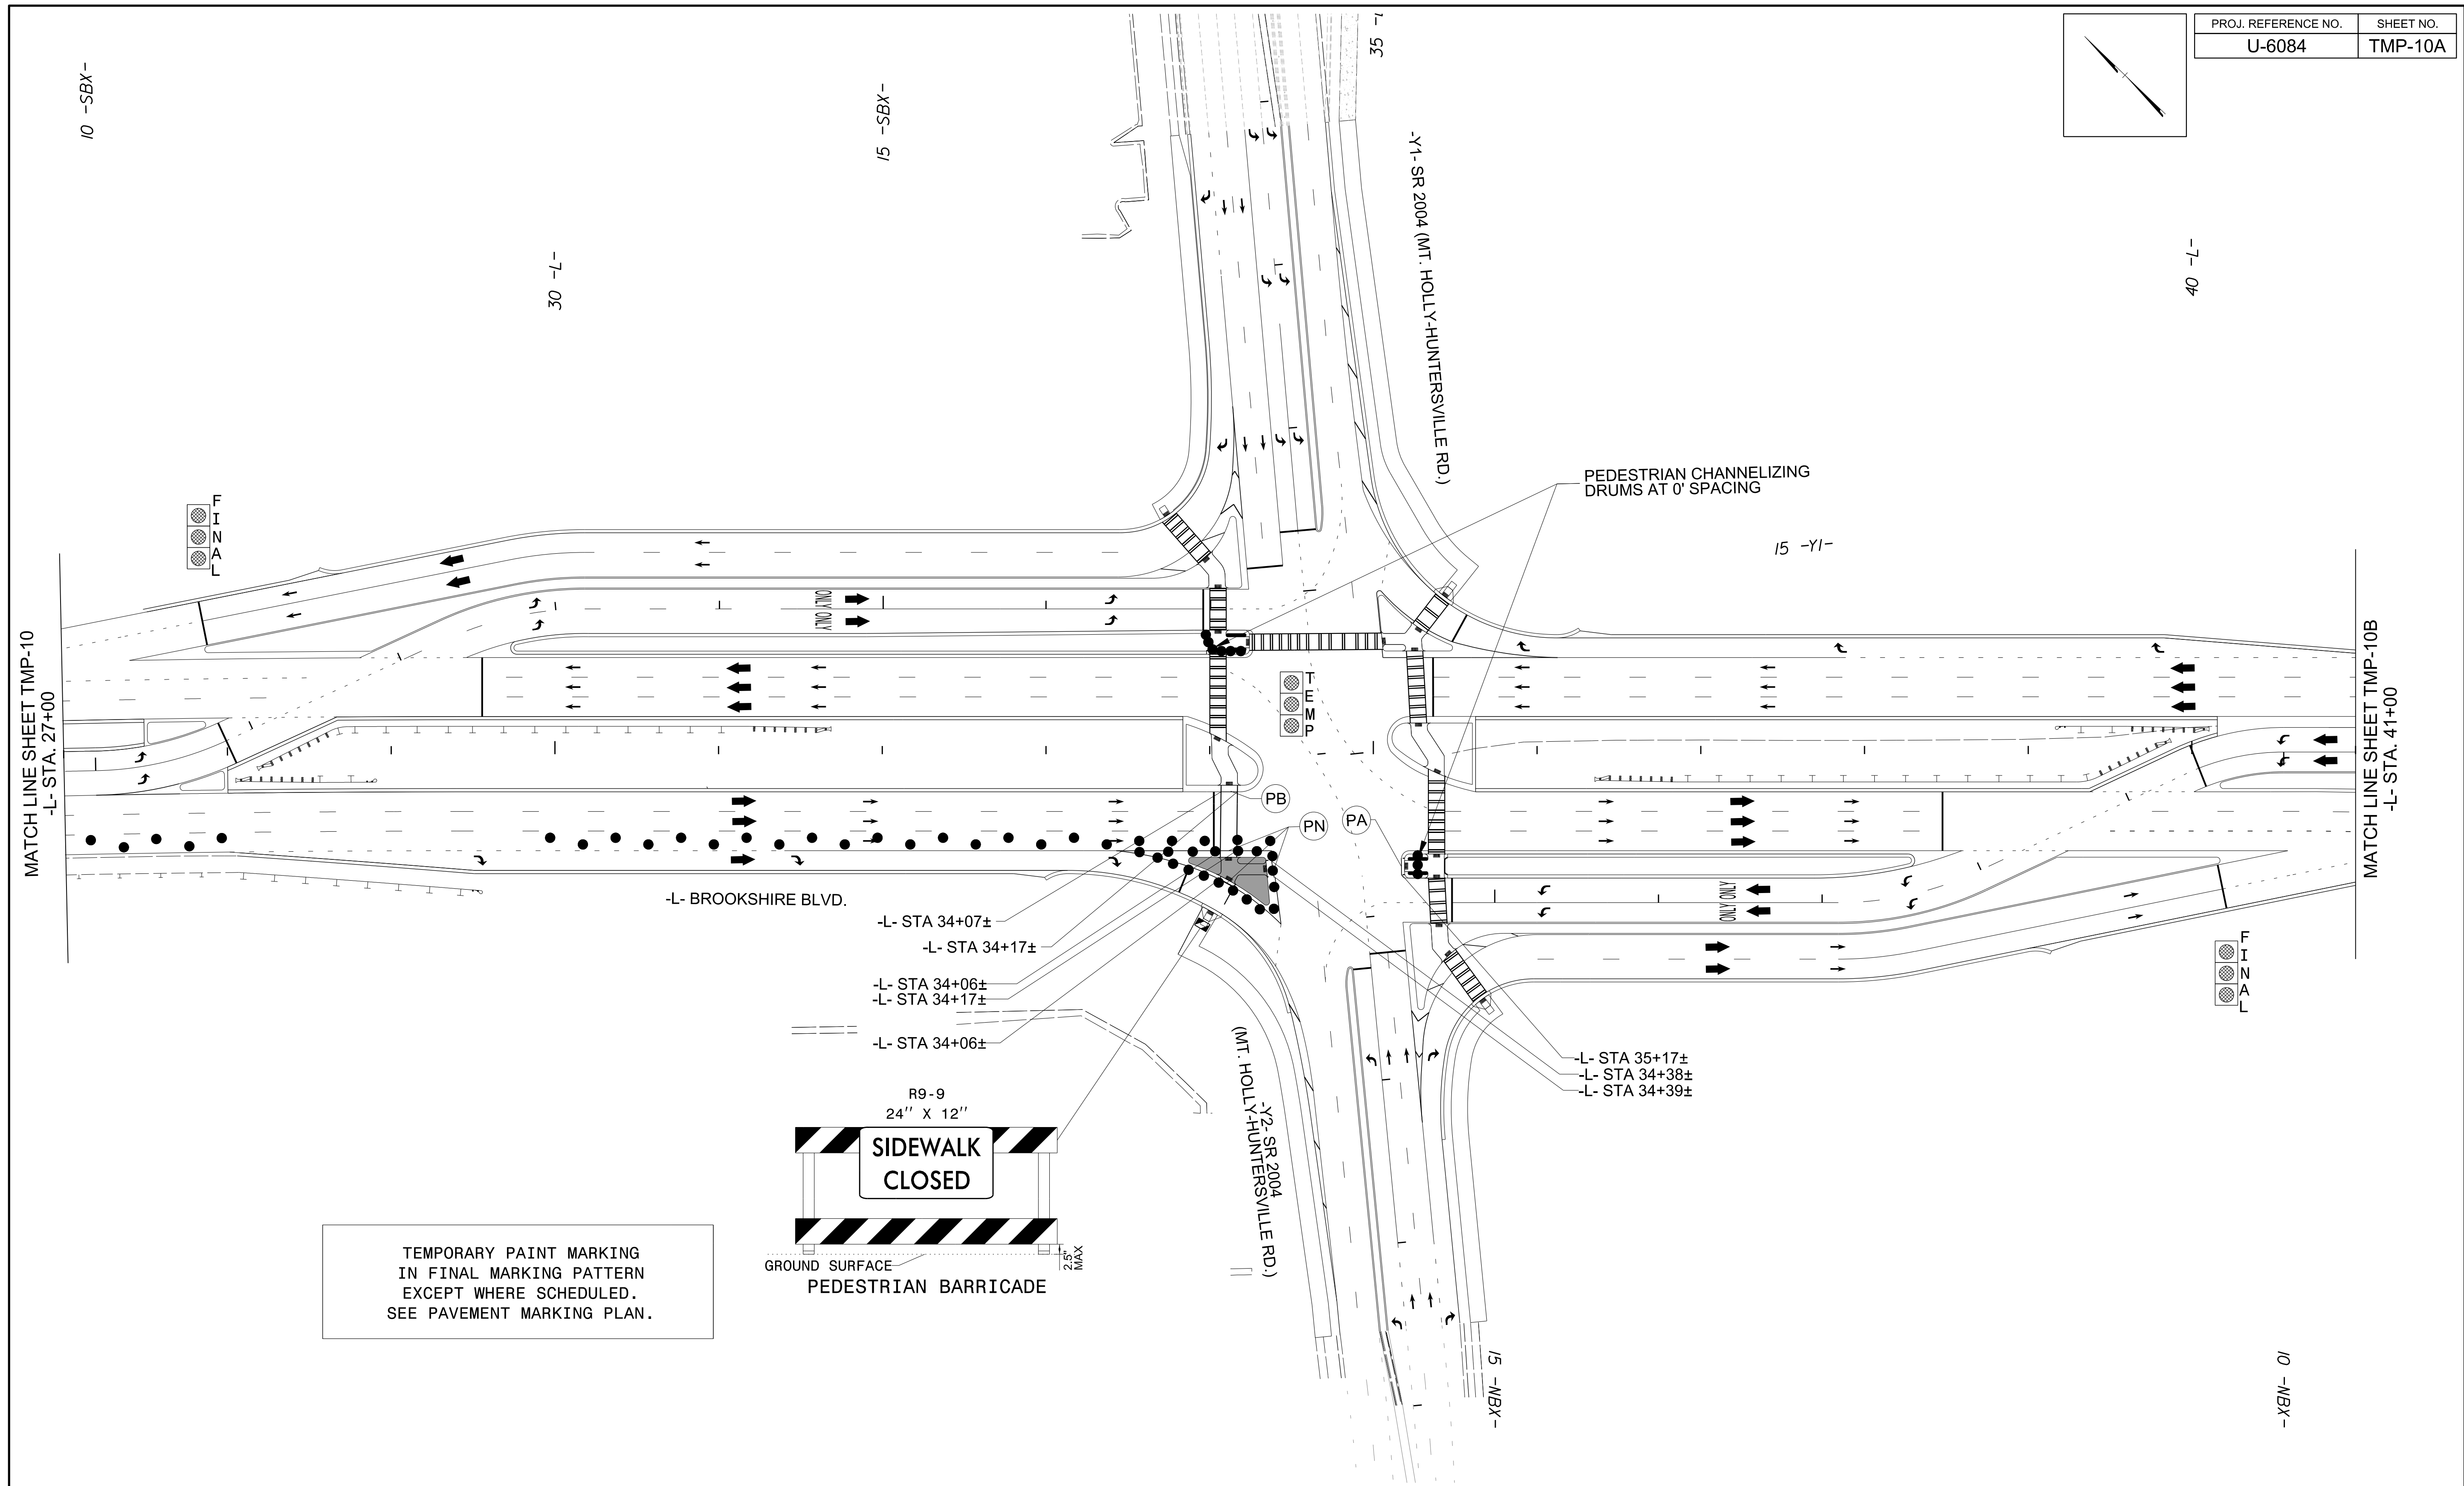 PROJ. REFERENCE NO.
SHEET NO.
U-6084
TMP-10A
10 -SBX-
15 -SBX-
35 -
30 -L-
40 -L-
-Y1- SR 2004 (MT. HOLLY-HUNTERSVILLE RD.)
PEDESTRIAN CHANNELIZING
DRUMS AT 0' SPACING
15 -Y1-
FINAL
ONLY ONLY
TEMP
MATCH LINE SHEET TMP-10
-L- STA. 27+00
MATCH LINE SHEET TMP-10B
-L- STA. 41+00
PB
PN
PA
ONLY ONLY
-L- BROOKSHIRE BLVD.
-L- STA 34+07±
-L- STA 34+17±
-L- STA 34+06±
-L- STA 34+17±
-L- STA 34+06±
FINAL
-L- STA 35+17±
-L- STA 34+38±
-L- STA 34+39±
-Y2- SR 2004
(MT. HOLLY-HUNTERSVILLE RD.)
R9-9
24'' X 12''
SIDEWALK
CLOSED
GROUND SURFACE
2.5"
MAX
PEDESTRIAN BARRICADE
TEMPORARY PAINT MARKING
IN FINAL MARKING PATTERN
EXCEPT WHERE SCHEDULED.
SEE PAVEMENT MARKING PLAN.
15 -NBX-
10 -NBX-